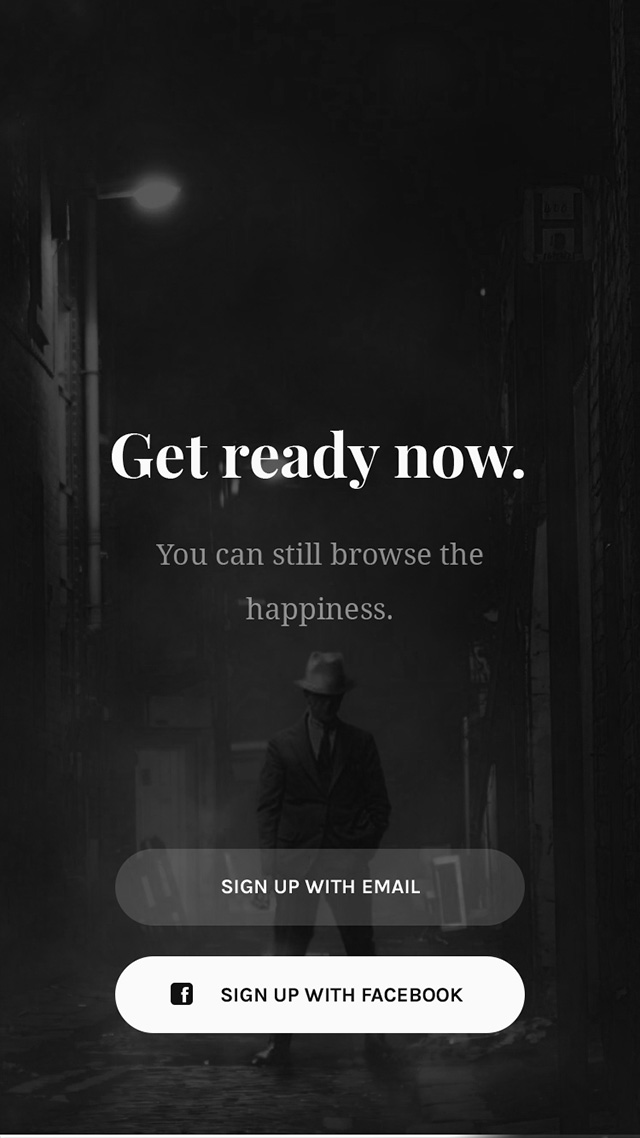 Get ready now.
You can still browse the
happiness.
SIGN UP WITH EMAIL
SIGN UP WITH FACEBOOK